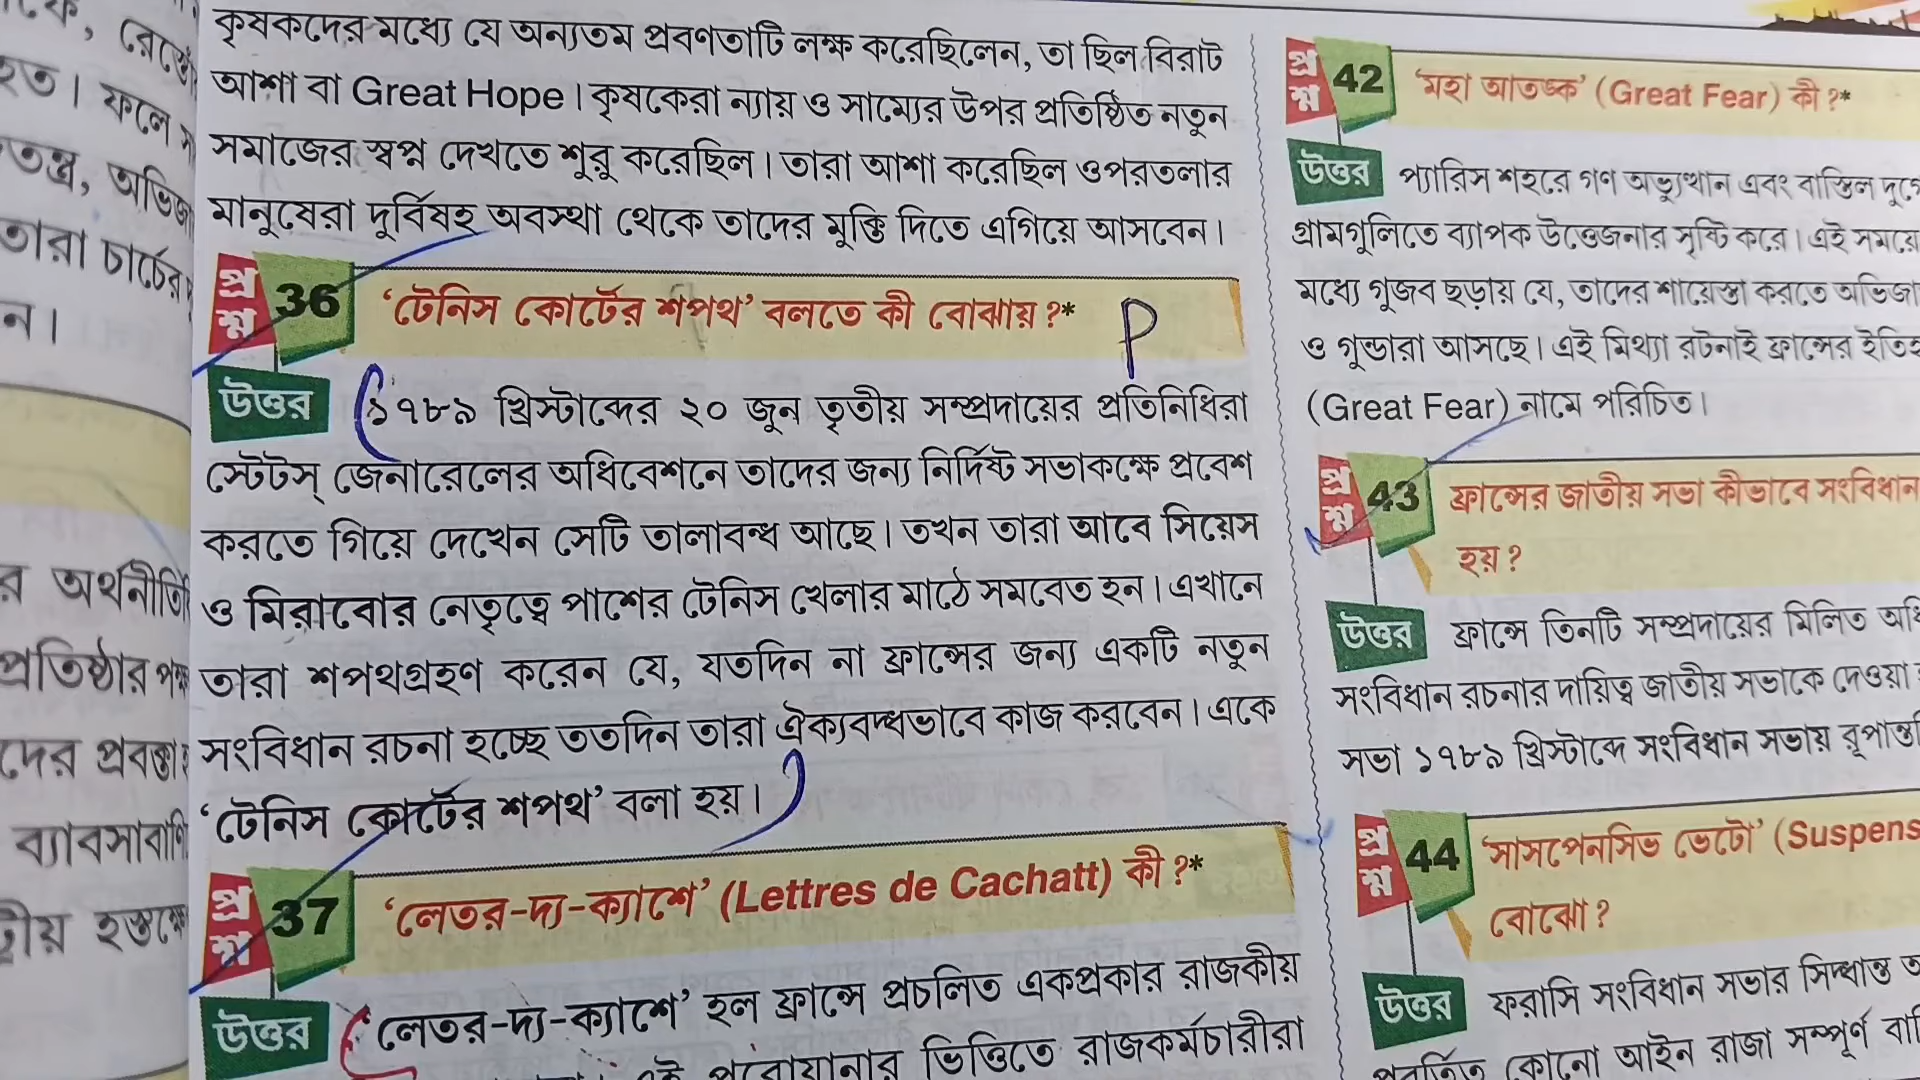 কৃষকদের মধ্যে যে অন্যতম প্রবণতাটি লক্ষ করেছিলেন, তা ছিল বিরাট
আশা বা Great Hope। কৃষকেরা ন্যায় ও সাম্যের উপর প্রতিষ্ঠিত নতুন
সমাজের স্বপ্ন দেখতে শুরু করেছিল। তারা আশা করেছিল ওপরতলার
মানুষেরা দুর্বিষহ অবস্থা থেকে তাদের মুক্তি দিতে এগিয়ে আসবেন।
প্রশ্ন 36 ‘টেনিস কোর্টের শপথ’ বলতে কী বোঝায়?*
P
উত্তর ১৭৮৯ খ্রিস্টাব্দের ২০ জুন তৃতীয় সম্প্রদায়ের প্রতিনিধিরা
স্টেটস্ জেনারেলের অধিবেশনে তাদের জন্য নির্দিষ্ট সভাকক্ষে প্রবেশ
করতে গিয়ে দেখেন সেটি তালাবন্ধ আছে। তখন তারা আবে সিয়েস
ও মিরাবোর নেতৃত্বে পাশের টেনিস খেলার মাঠে সমবেত হন। এখানে
তারা শপথগ্রহণ করেন যে, যতদিন না ফ্রান্সের জন্য একটি নতুন
সংবিধান রচনা হচ্ছে ততদিন তারা ঐক্যবদ্ধভাবে কাজ করবেন। একে
‘টেনিস কোর্টের শপথ’ বলা হয়।
প্রশ্ন 37 ‘লেতর-দ্য-ক্যাশে’ (Lettres de Cachatt) কী?*
উত্তর ‘লেতর-দ্য-ক্যাশে’ হল ফ্রান্সে প্রচলিত একপ্রকার রাজকীয়
এই পরোয়ানার ভিত্তিতে রাজকর্মচারীরা
প্রশ্ন 42 ‘মহা আতঙ্ক’ (Great Fear) কী?*
উত্তর প্যারিস শহরে গণ অভ্যুত্থান এবং বাস্তিল
গ্রামগুলিতে ব্যাপক উত্তেজনার সৃষ্টি করে। এই সময়ে
মধ্যে গুজব ছড়ায় যে, তাদের শায়েস্তা করতে
ও গুন্ডারা আসছে। এই মিথ্যা রটনাই ফ্রান্সের
(Great Fear) নামে পরিচিত।
প্রশ্ন 43 ফ্রান্সের জাতীয় সভা কীভাবে সংবিধান
হয়?
উত্তর ফ্রান্সে তিনটি সম্প্রদায়ের মিলিত
সংবিধান রচনার দায়িত্ব জাতীয় সভাকে দেওয়া
সভা ১৭৮৯ খ্রিস্টাব্দে সংবিধান সভায়
প্রশ্ন 44 ‘সাসপেনসিভ ভেটো’ (Suspens
বোঝো?
উত্তর ফরাসি সংবিধান সভার সিদ্ধান্ত
প্রবর্তিত কোনো আইন রাজা সম্পূর্ণ